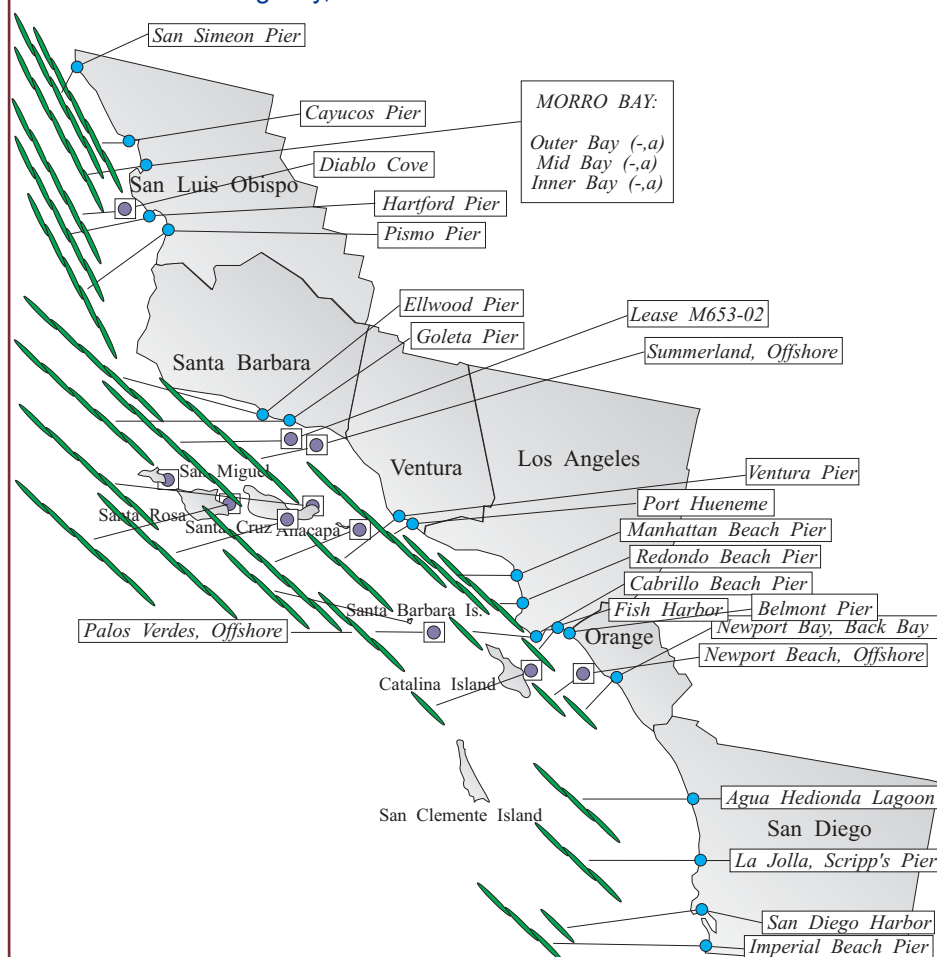 San Simeon Pier
Cayucos Pier
MORRO BAY:
Outer Bay (-,a)
Mid Bay (-,a)
Inner Bay (-,a)
Diablo Cove
San Luis Obispo
Hartford Pier
Pismo Pier
Ellwood Pier
Lease M653-02
Goleta Pier
Summerland, Offshore
Santa Barbara
Ventura
Los Angeles
San Miguel
Ventura Pier
Santa Rosa
Santa Cruz
Anacapa
Port Hueneme
Manhattan Beach Pier
Redondo Beach Pier
Cabrillo Beach Pier
Santa Barbara Is.
Fish Harbor
Belmont Pier
Palos Verdes, Offshore
Orange
Newport Bay, Back Bay
Newport Beach, Offshore
Catalina Island
Agua Hedionda Lagoon
San Clemente Island
San Diego
La Jolla, Scripp's Pier
San Diego Harbor
Imperial Beach Pier